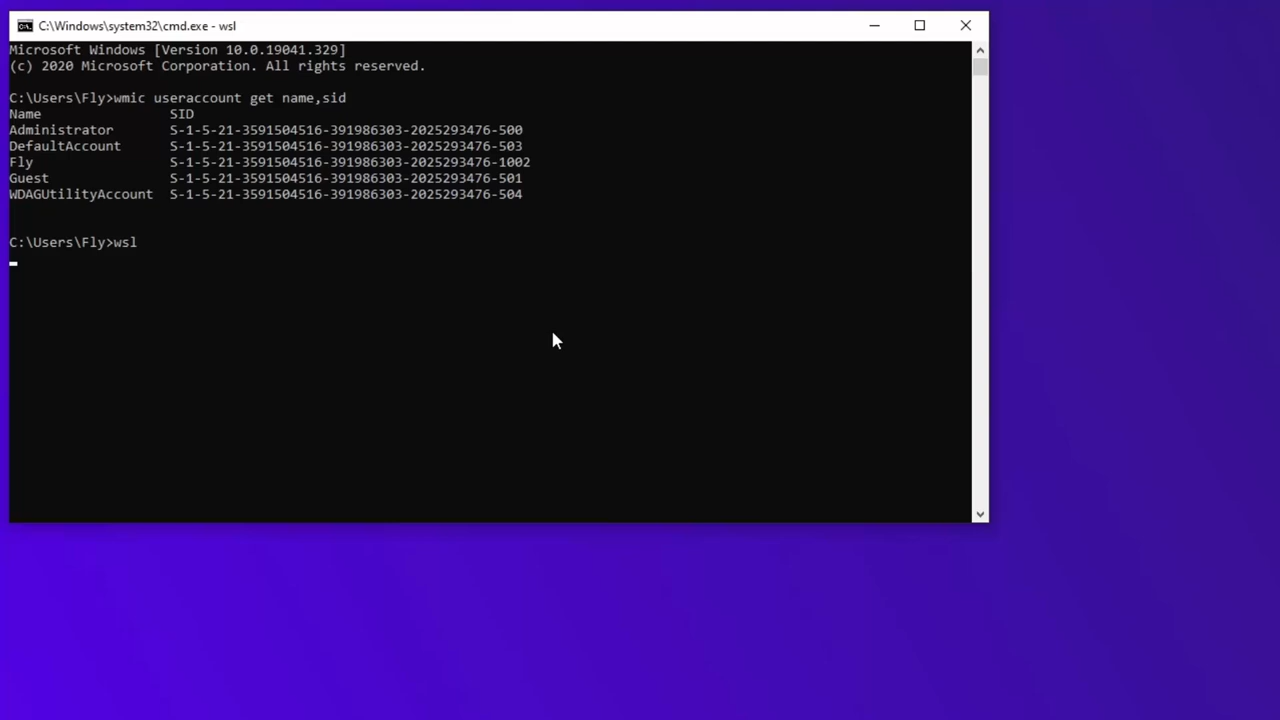 C:\Windows\system32\cmd.exe - wsl
Microsoft Windows [Version 10.0.19041.329]
(c) 2020 Microsoft Corporation. All rights reserved.
C:\Users\Fly>wmic useraccount get name,sid
Name SID
Administrator S-1-5-21-3591504516-391986303-2025293476-500
DefaultAccount S-1-5-21-3591504516-391986303-2025293476-503
Fly S-1-5-21-3591504516-391986303-2025293476-1002
Guest S-1-5-21-3591504516-391986303-2025293476-501
WDAGUtilityAccount S-1-5-21-3591504516-391986303-2025293476-504
C:\Users\Fly>wsl